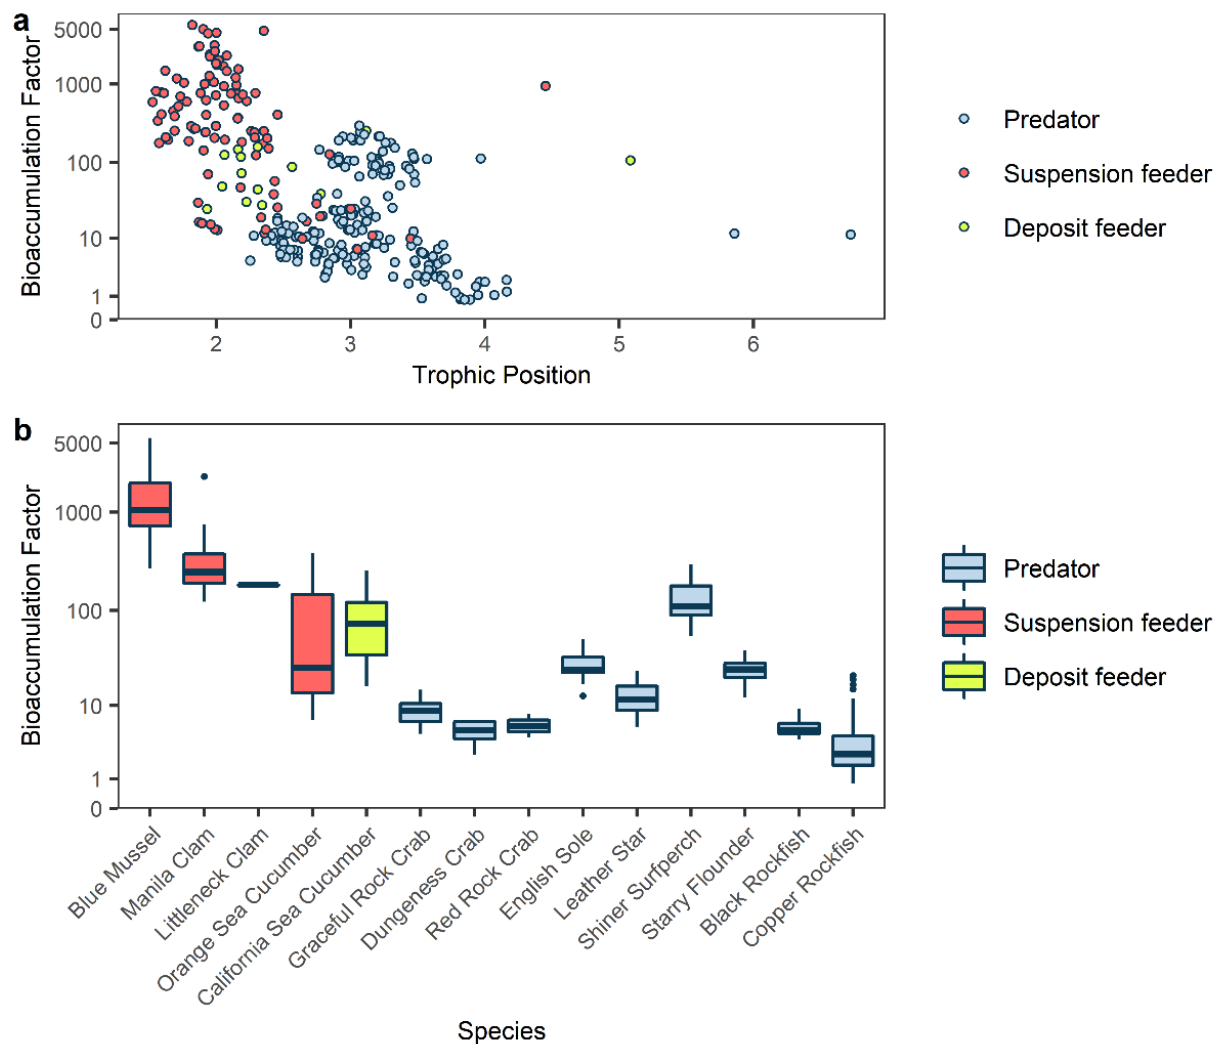 a
Bioaccumulation Factor
5000
1000
100
10
1
0
2 3 4 5 6
Trophic Position
Predator
Suspension feeder
Deposit feeder
b
Bioaccumulation Factor
5000
1000
100
10
1
0
Blue Mussel
Manila Clam
Littleneck Clam
Orange Sea Cucumber
California Sea Cucumber
Graceful Rock Crab
Dungeness Crab
Red Rock Crab
English Sole
Leather Star
Shiner Surfperch
Starry Flounder
Black Rockfish
Copper Rockfish
Species
Predator
Suspension feeder
Deposit feeder